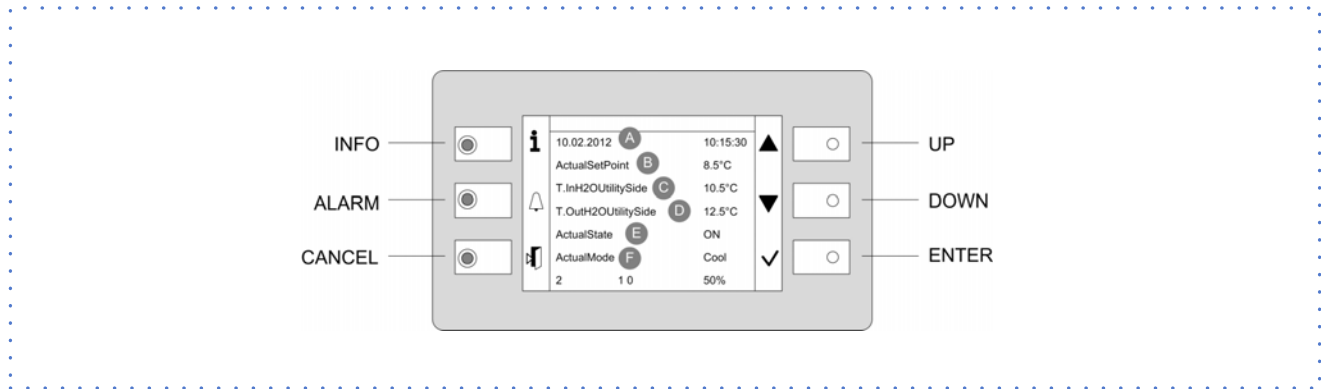 INFO
ALARM
CANCEL
i
10.02.2012 A 10:15:30
ActualSetPoint B 8.5°C
T.InH2OUtilitySide C 10.5°C
T.OutH2OUtilitySide D 12.5°C
ActualState E ON
ActualMode F Cool
2 1 0 50%
UP
DOWN
ENTER